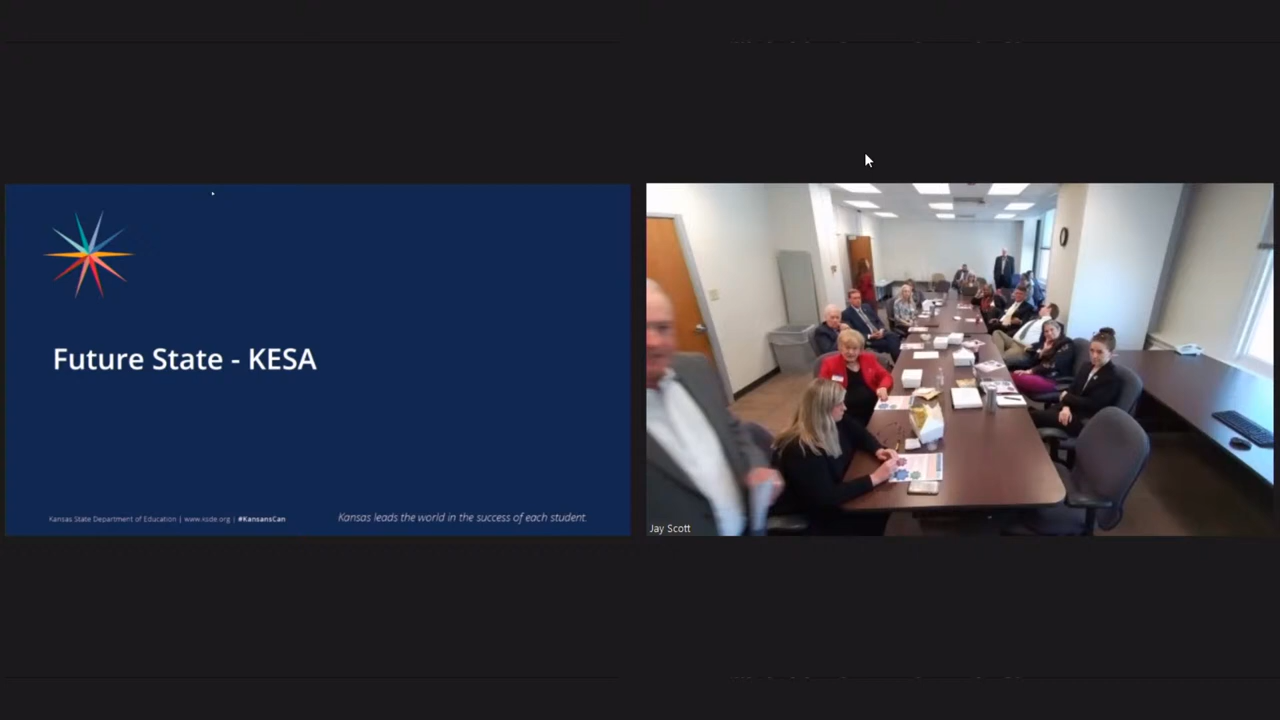 Future State - KESA
Kansas State Department of Education | www.ksde.org | #KansansCan
Kansas leads the world in the success of each student.
Jay Scott